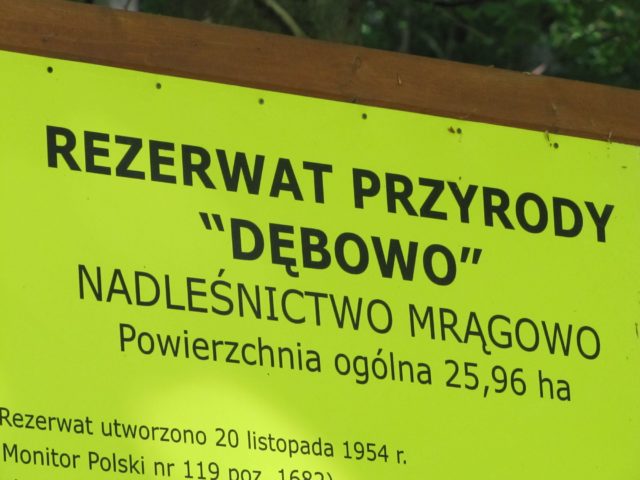 REZERWAT PRZYRODY
“DĘBOWO”
NADLEŚNICTWO MRĄGOWO
Powierzchnia ogólna 25,96 ha
Rezerwat utworzono 20 listopada 1954 r.
Monitor Polski nr 119 poz. 1682)